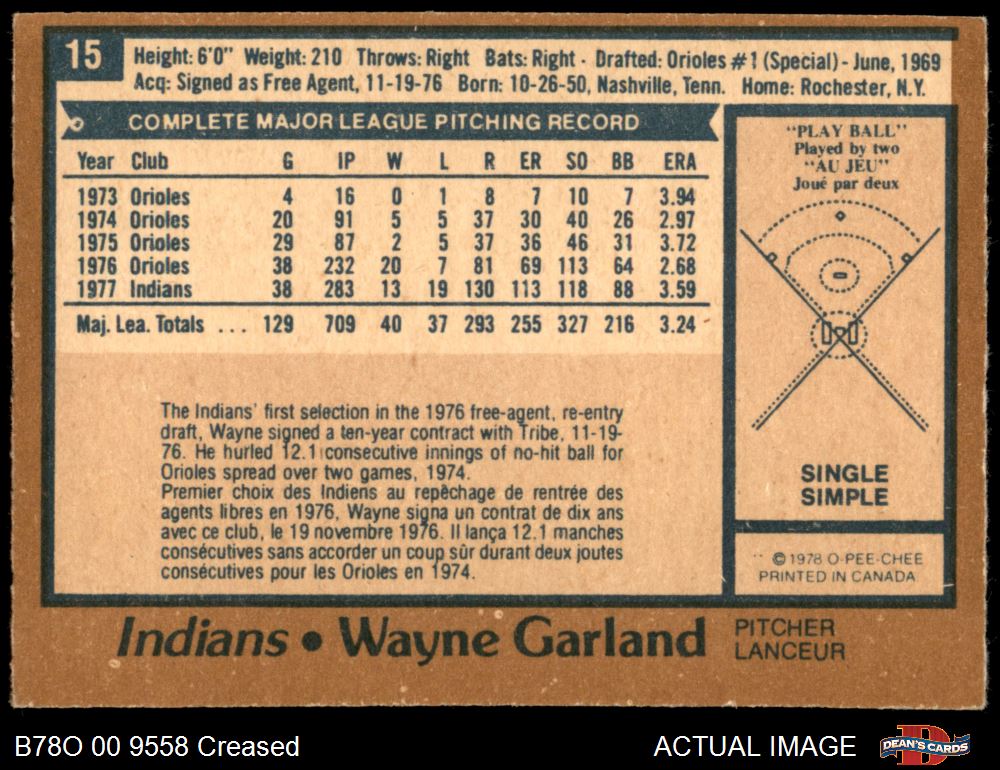 15
Height: 6'0" Weight: 210 Throws: Right Bats: Right · Drafted: Orioles #1 (Special) - June, 1969
Acq: Signed as Free Agent, 11-19-76 Born: 10-26-50, Nashville, Tenn. Home: Rochester, N.Y.
COMPLETE MAJOR LEAGUE PITCHING RECORD
Year Club G IP W L R ER SO BB ERA
1973 Orioles 4 16 0 1 8 7 10 7 3.94
1974 Orioles 20 91 5 5 37 30 40 26 2.97
1975 Orioles 29 87 2 5 37 36 46 31 3.72
1976 Orioles 38 232 20 7 81 69 113 64 2.68
1977 Indians 38 283 13 19 130 113 118 88 3.59
Maj. Lea. Totals ... 129 709 40 37 293 255 327 216 3.24
The Indians' first selection in the 1976 free-agent, re-entry
draft, Wayne signed a ten-year contract with Tribe, 11-19-
76. He hurled 12.1 consecutive innings of no-hit ball for
Orioles spread over two games, 1974.
Premier choix des Indiens au repêchage de rentrée des
agents libres en 1976, Wayne signa un contrat de dix ans
avec ce club, le 19 novembre 1976. Il lança 12.1 manches
consécutives sans accorder un coup sûr durant deux joutes
consécutives pour les Orioles en 1974.
"PLAY BALL"
Played by two
"AU JEU"
Joué par deux
SINGLE
SIMPLE
© 1978 O-PEE-CHEE
PRINTED IN CANADA
Indians • Wayne Garland
PITCHER
LANCEUR
B78O 00 9558 Creased
ACTUAL IMAGE
D
DEAN'S CARDS